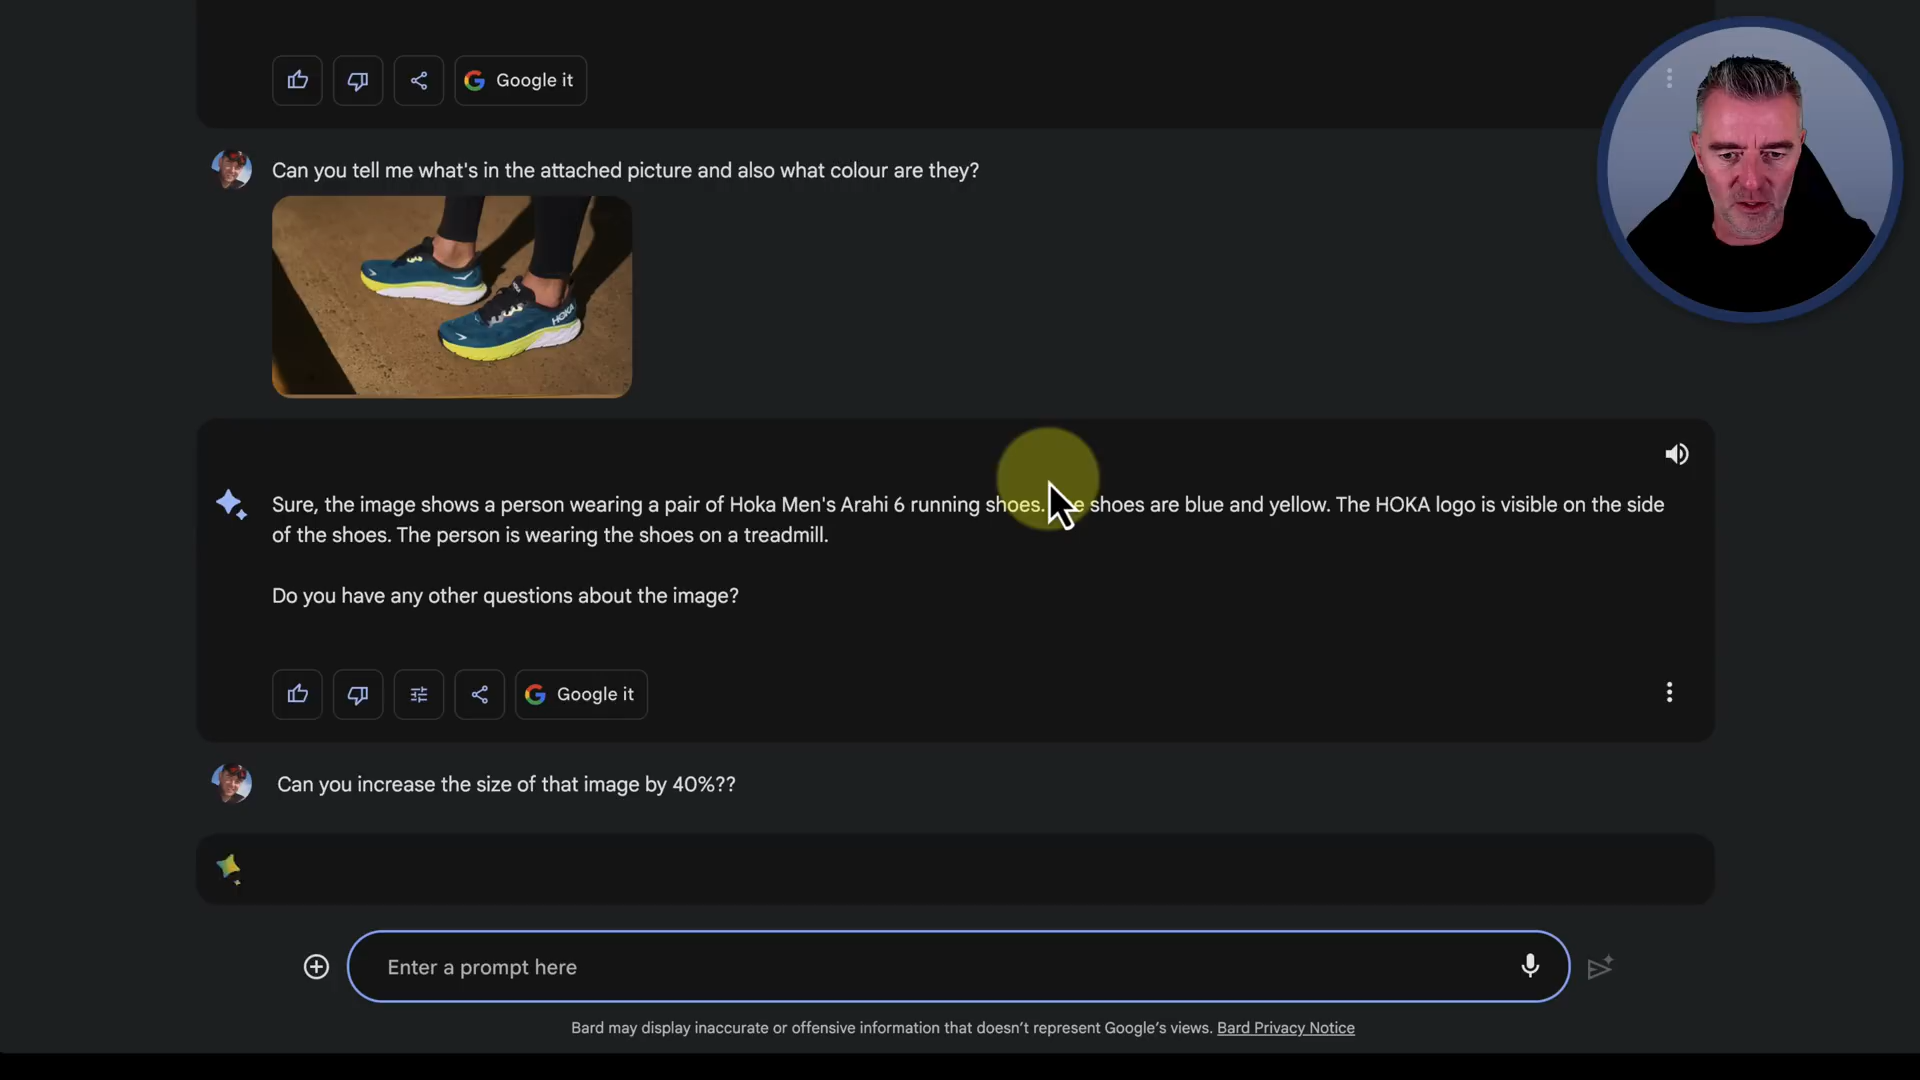 Google it
Can you tell me what's in the attached picture and also what colour are they?
HOKA
Sure, the image shows a person wearing a pair of Hoka Men's Arahi 6 running shoes. shoes are blue and yellow. The HOKA logo is visible on the side
of the shoes. The person is wearing the shoes on a treadmill.
Do you have any other questions about the image?
Google it
Can you increase the size of that image by 40%??
Enter a prompt here
Bard may display inaccurate or offensive information that doesn't represent Google's views. Bard Privacy Notice